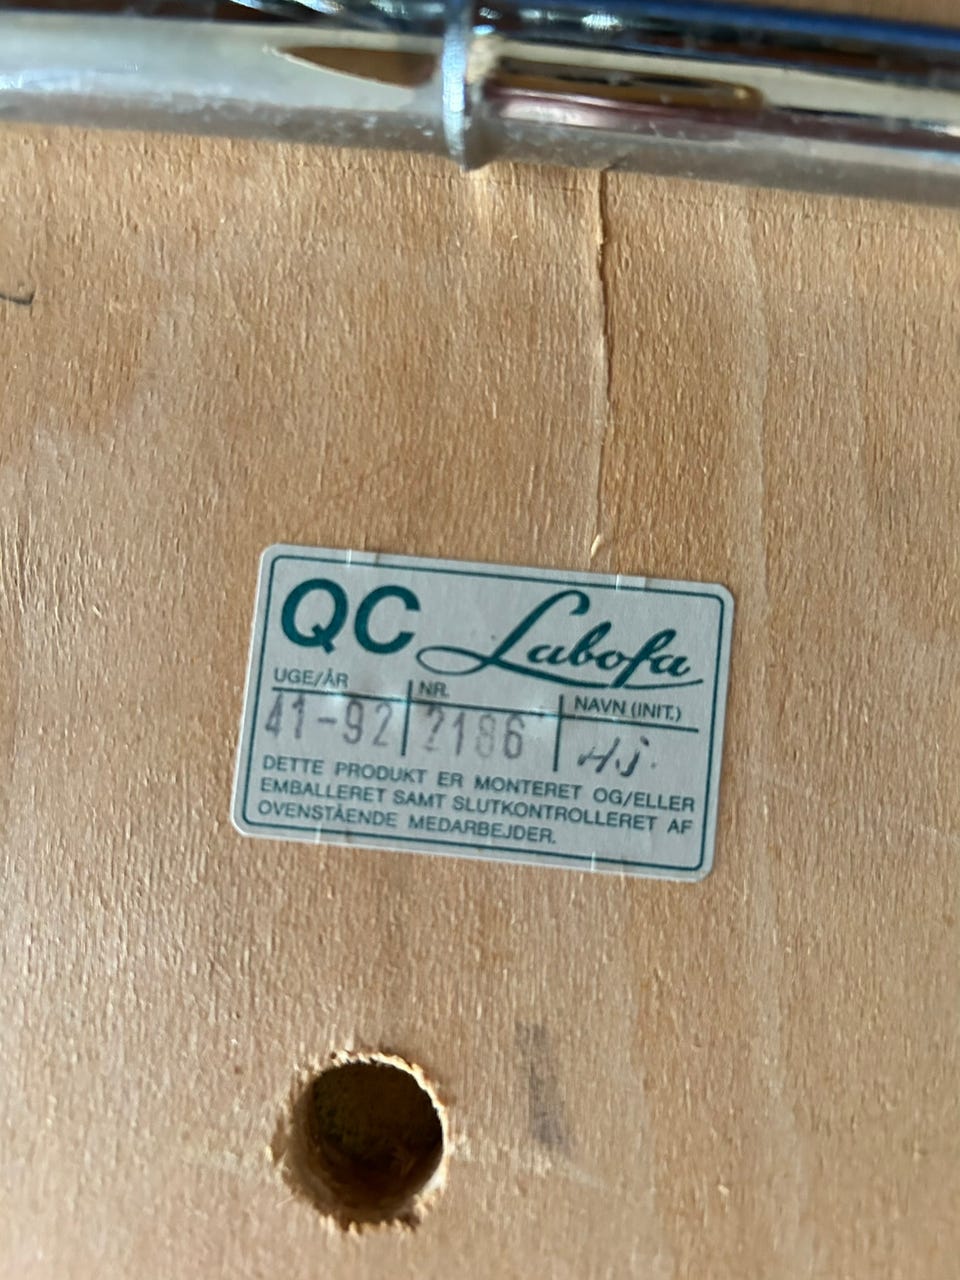 QC Labofa
UGE/ÅR NR. NAVN (INIT.)
41-92 2186 Hj.
DETTE PRODUKT ER MONTERET OG/ELLER
EMBALLERET SAMT SLUTKONTROLLERET AF
OVENSTÅENDE MEDARBEJDER.